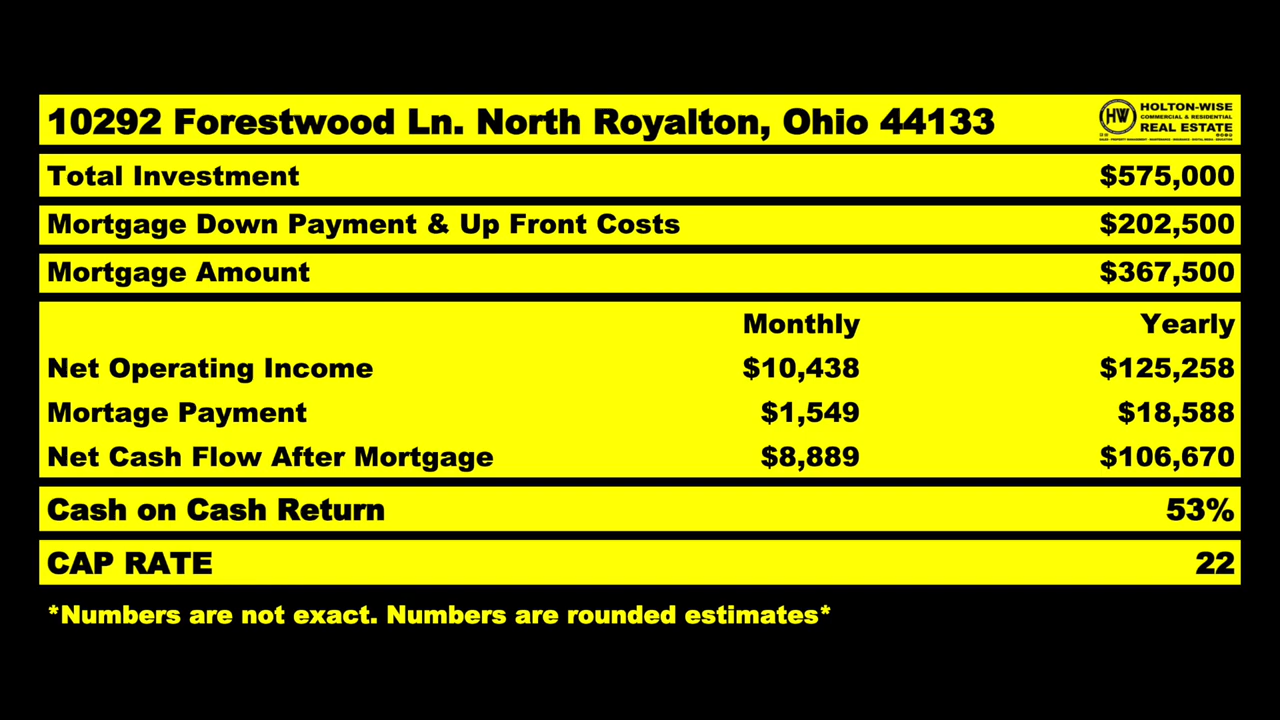 10292 Forestwood Ln. North Royalton, Ohio 44133
HW
HOLTON-WISE
COMMERCIAL & RESIDENTIAL
REAL ESTATE
Total Investment $575,000
Mortgage Down Payment & Up Front Costs $202,500
Mortgage Amount $367,500
Monthly Yearly
Net Operating Income $10,438 $125,258
Mortage Payment $1,549 $18,588
Net Cash Flow After Mortgage $8,889 $106,670
Cash on Cash Return 53%
CAP RATE 22
*Numbers are not exact. Numbers are rounded estimates*